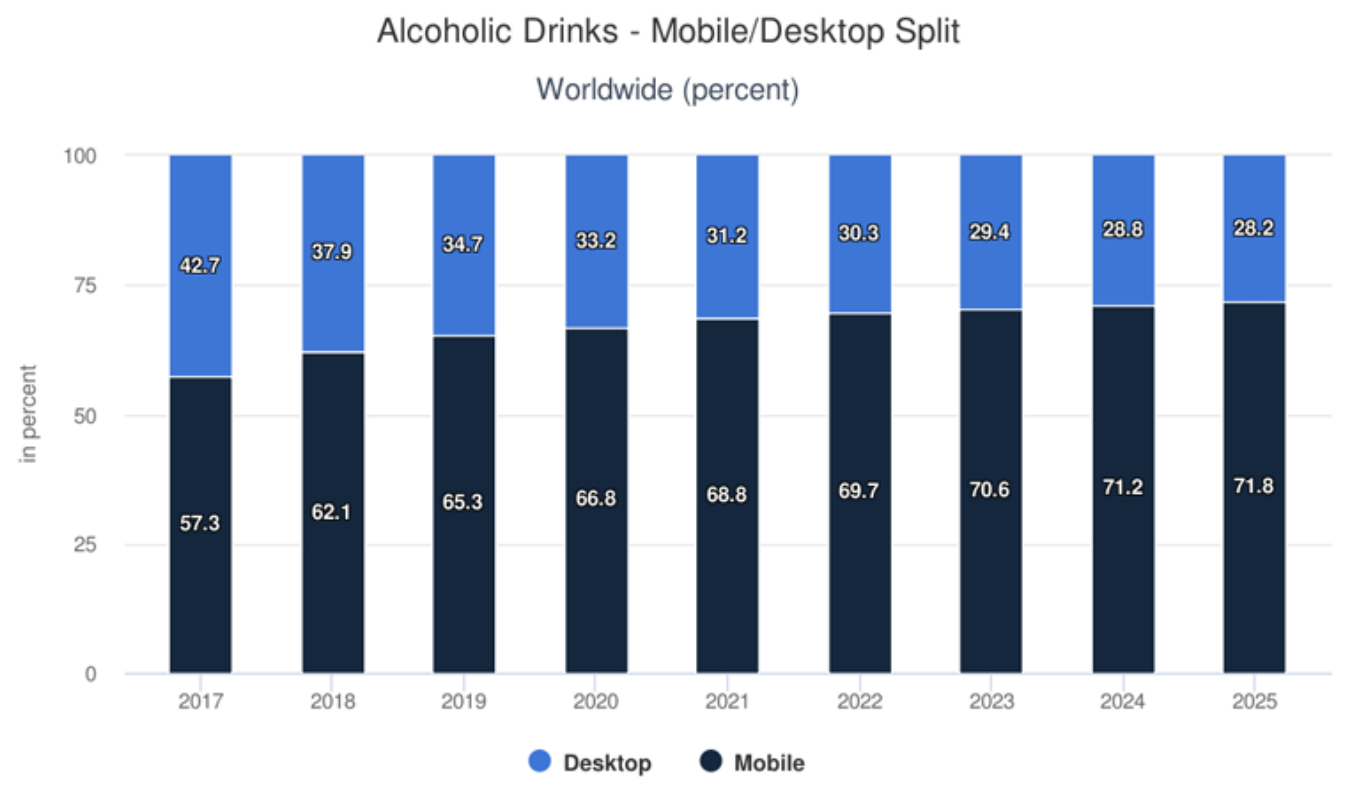 Alcoholic Drinks - Mobile/Desktop Split
Worldwide (percent)
in percent
100
75
50
25
0
42.7 37.9 34.7 33.2 31.2 30.3 29.4 28.8 28.2
57.3 62.1 65.3 66.8 68.8 69.7 70.6 71.2 71.8
2017 2018 2019 2020 2021 2022 2023 2024 2025
Desktop Mobile